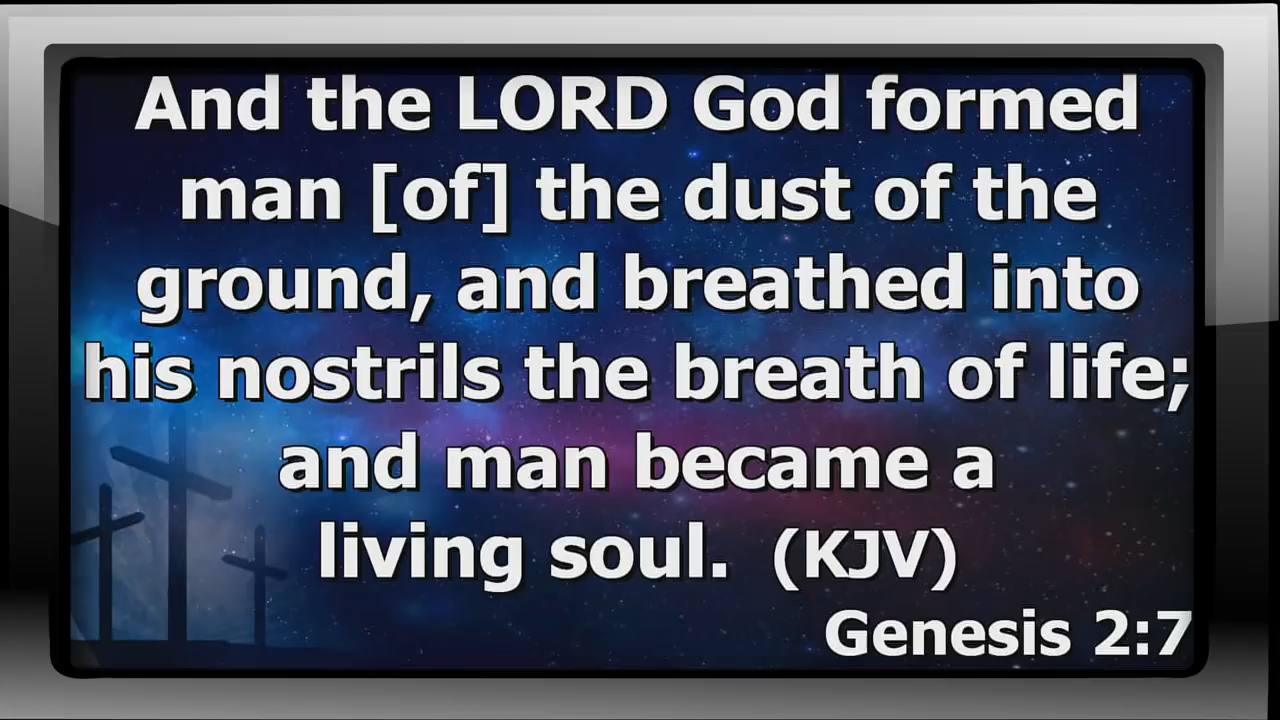 And the LORD God formed
man [of] the dust of the
ground, and breathed into
his nostrils the breath of life;
and man became a
living soul. (KJV)
Genesis 2:7